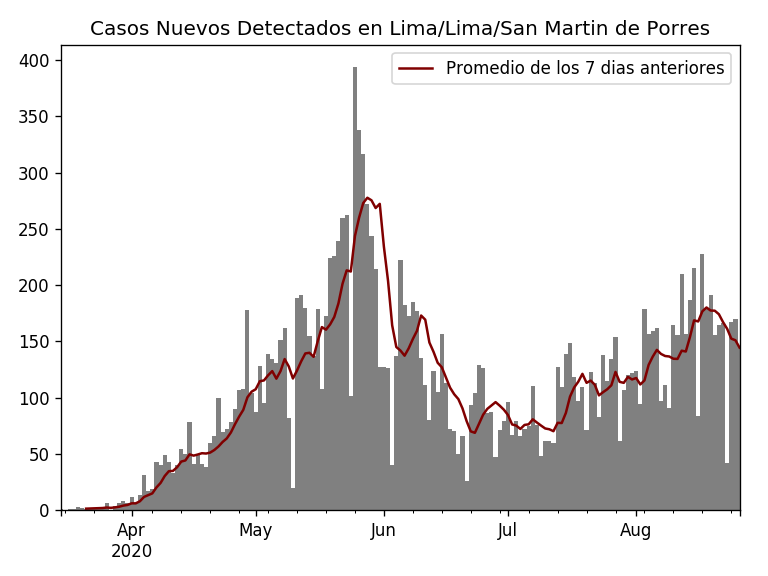 Casos Nuevos Detectados en Lima/Lima/San Martin de Porres
Promedio de los 7 dias anteriores
400
350
300
250
200
150
100
50
0
Apr
2020
May
Jun
Jul
Aug